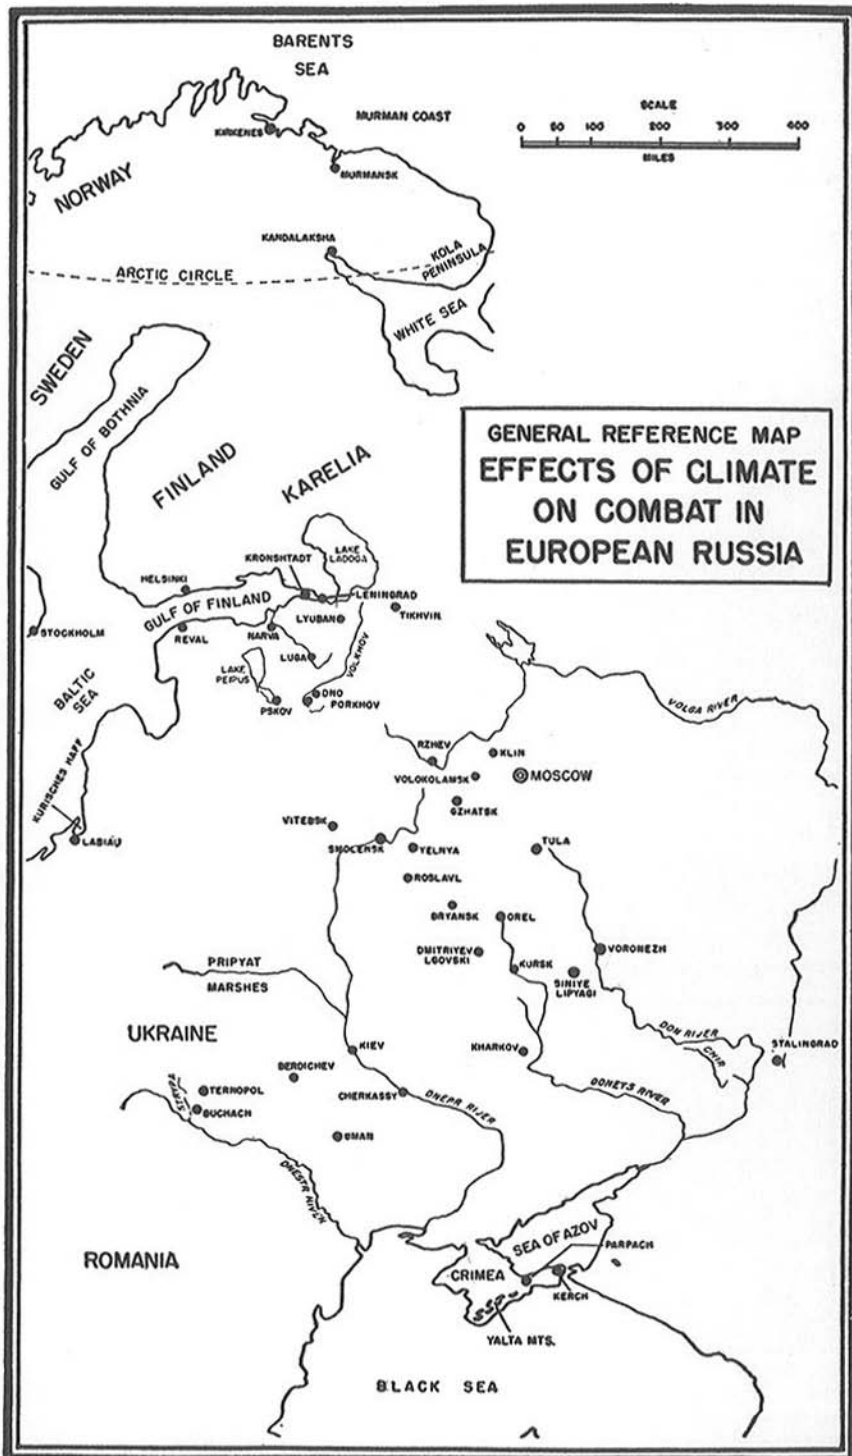 BARENTS
SEA
MURMAN COAST
SCALE
0 50 100 200 300 400
MILES
KIRKENES
MURMANSK
NORWAY
KANDALAKSHA
KOLA
PENINSULA
ARCTIC CIRCLE
WHITE SEA
SWEDEN
GULF OF BOTHNIA
FINLAND
KARELIA
GENERAL REFERENCE MAP
EFFECTS OF CLIMATE
ON COMBAT IN
EUROPEAN RUSSIA
KRONSHTADT
LAKE
LADOGA
HELSINKI
LENINGRAD
GULF OF FINLAND
TIKHVIN
LYUBAN
STOCKHOLM
REVAL
NARVA
LUGA
VOLKHOV
LAKE
PEIPUS
BALTIC
SEA
DNO
PORKHOV
PSKOV
VOLGA RIVER
RZHEV
KLIN
VOLOKOLAMSK
MOSCOW
KURISCHES HAFF
GZHATSK
VITEBSK
LABIAU
SMOLENSK
YELNYA
TULA
ROSLAVL
BRYANSK
OREL
DMITRIYEV
LGOVSKI
VORONEZH
PRIPYAT
MARSHES
KURSK
SINIYE
LIPYAGI
UKRAINE
DON RIVER
CHIR
STALINGRAD
KIEV
KHARKOV
BERDICHEV
TERNOPOL
STRYPA
CHERKASSY
DNEPR RIVER
DONETS RIVER
BUCHACH
UMAN
DNESTR RIVER
SEA OF AZOV
PARPACH
ROMANIA
CRIMEA
KERCH
YALTA MTS.
BLACK SEA